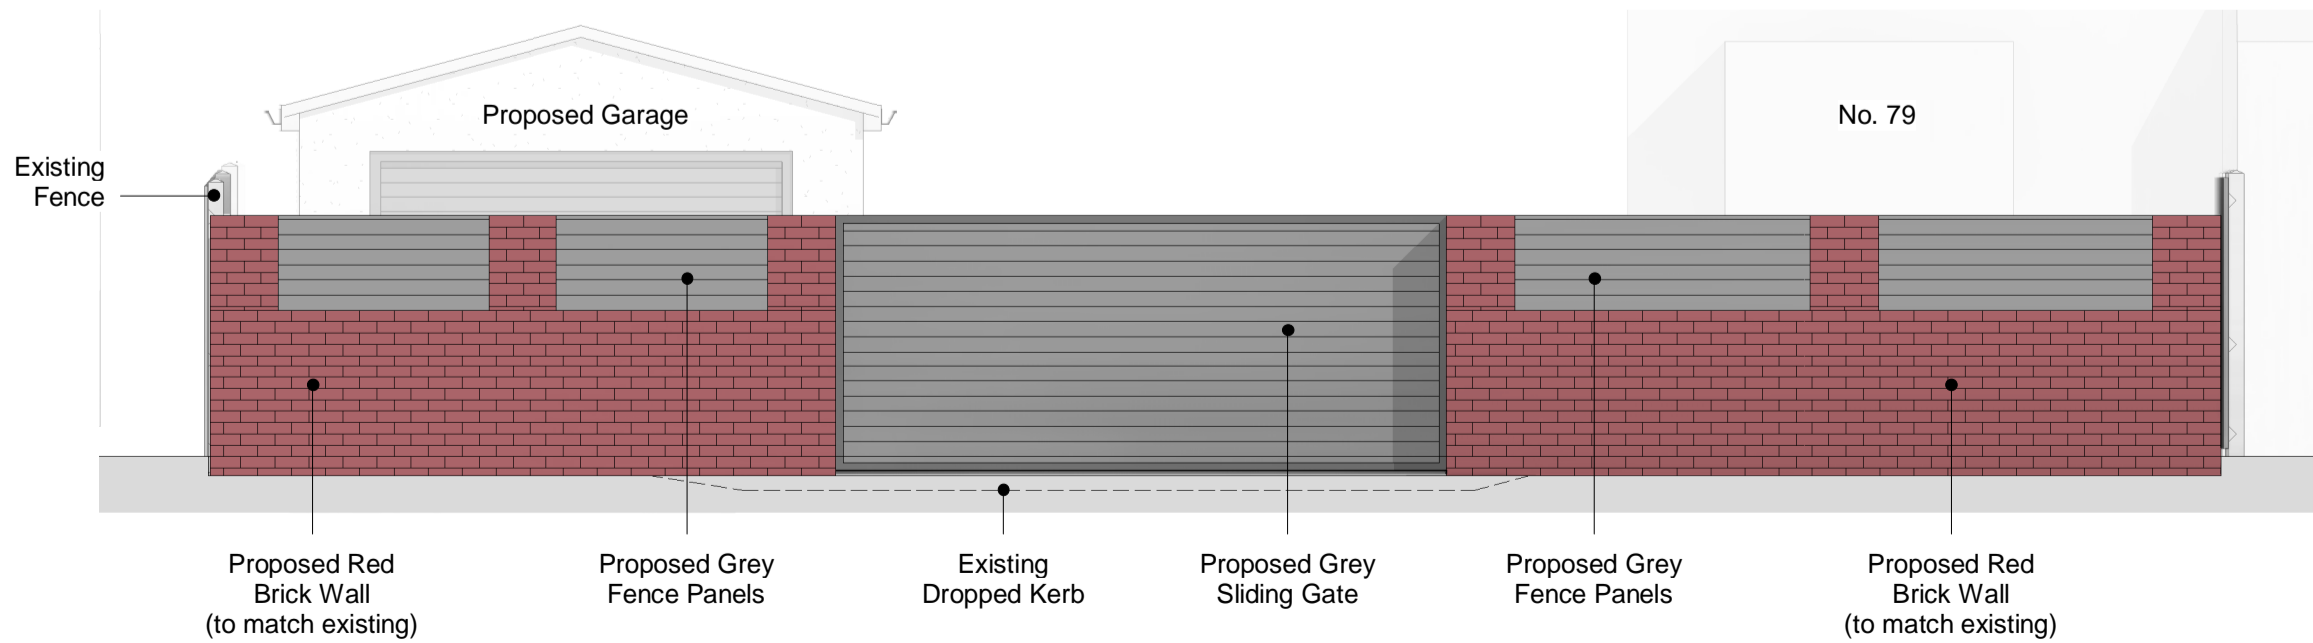 Proposed Garage
No. 79
Existing
Fence
Proposed Red
Brick Wall
(to match existing)
Proposed Grey
Fence Panels
Existing
Dropped Kerb
Proposed Grey
Sliding Gate
Proposed Grey
Fence Panels
Proposed Red
Brick Wall
(to match existing)